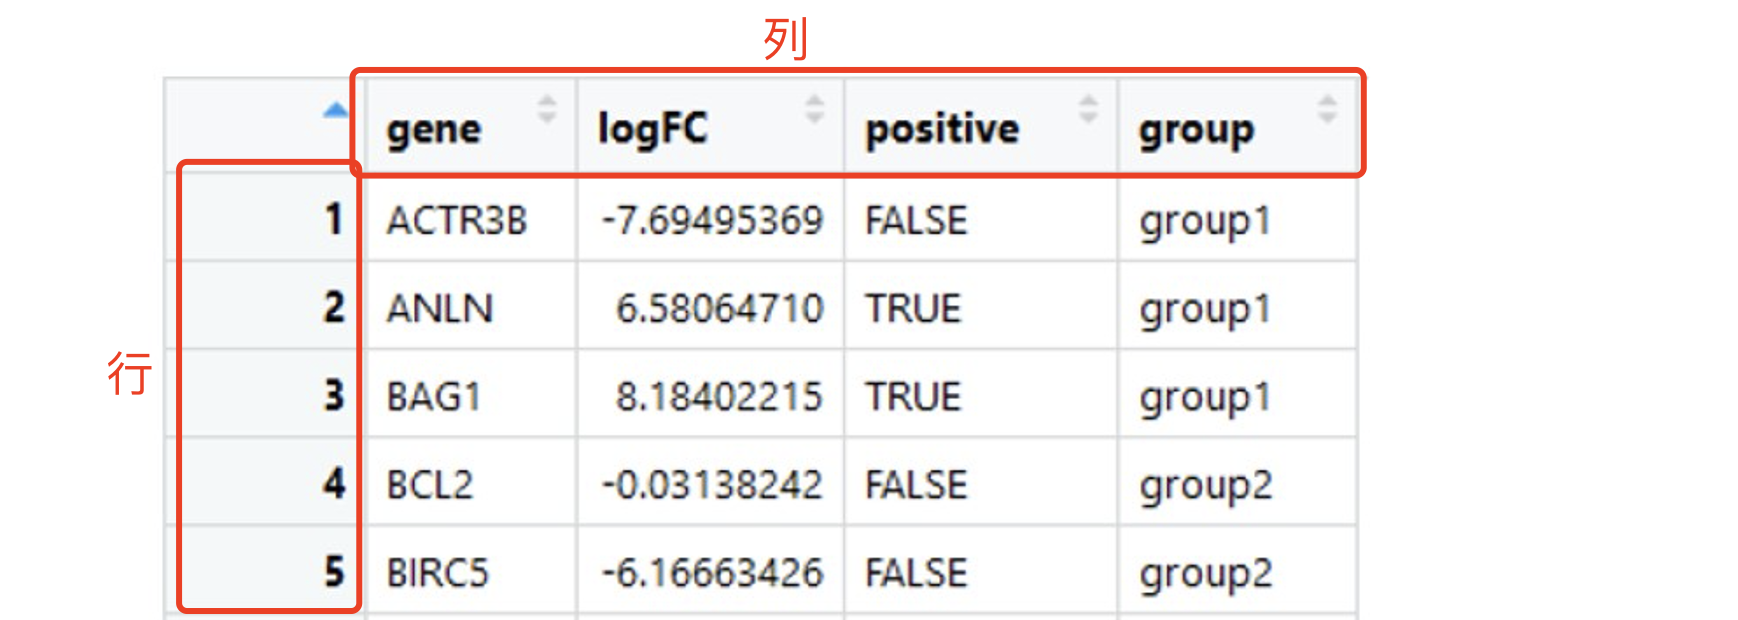 列
gene logFC positive group
1 ACTR3B -7.69495369 FALSE group1
2 ANLN 6.58064710 TRUE group1
行
3 BAG1 8.18402215 TRUE group1
4 BCL2 -0.03138242 FALSE group2
5 BIRC5 -6.16663426 FALSE group2